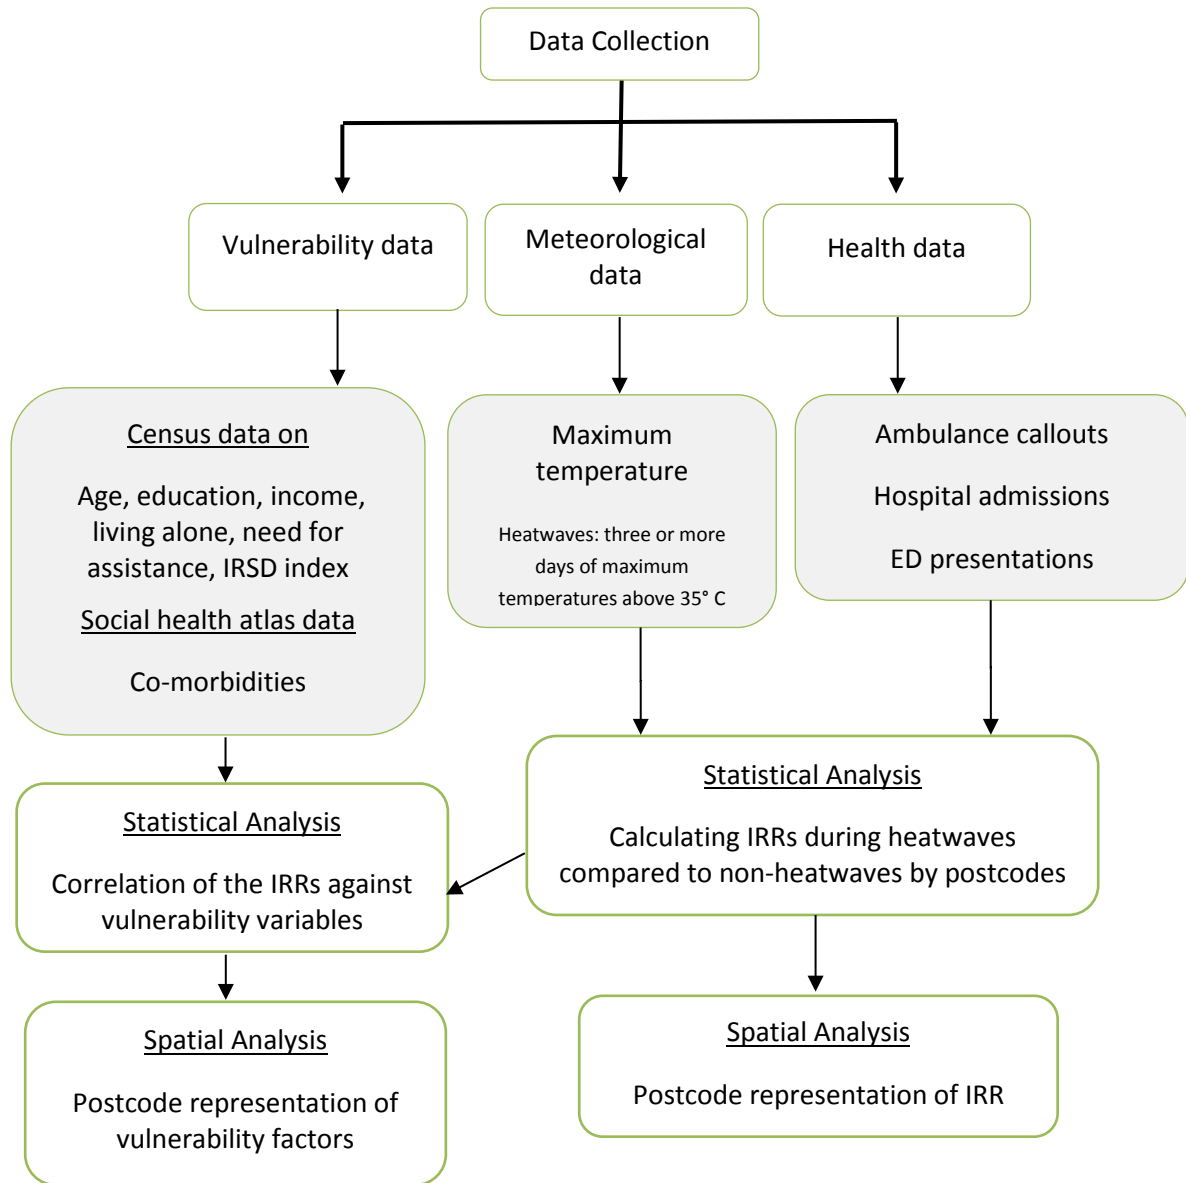 Data Collection
Vulnerability data
Meteorological
data
Health data
Census data on
Age, education, income,
living alone, need for
assistance, IRSD index
Social health atlas data
Co-morbidities
Maximum
temperature
Heatwaves: three or more
days of maximum
temperatures above 35° C
Ambulance callouts
Hospital admissions
ED presentations
Statistical Analysis
Correlation of the IRRs against
vulnerability variables
Statistical Analysis
Calculating IRRs during heatwaves
compared to non-heatwaves by postcodes
Spatial Analysis
Postcode representation of
vulnerability factors
Spatial Analysis
Postcode representation of IRR